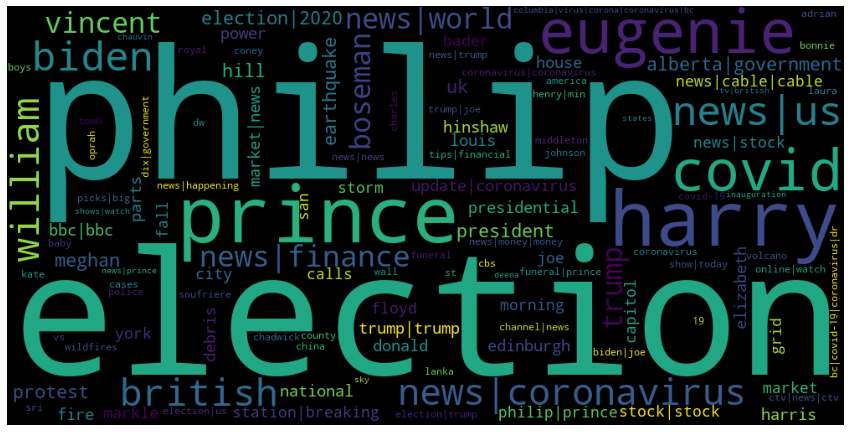 columbia|virus|corona|coronavirus|bc
vincent
election|2020
news|world
eugenie
adrian
power
bader
bonnie
chauvin
royal
coney
news|trump
biden
hill
house
alberta|government
boys
philip
earthquake
boseman
coronavirus|coronavirus
news|cable|cable
america
tv|british
laura
uk
henry|min
william
market|news
charles
trump|joe
news|us
town
dw
hinshaw
states
oprah
dix|government
louis
middleton
news|stock
tips|financial
johnson
news|news
covid
news|happening
parts
storm
update|coronavirus
covid-19|inauguration
picks|big
san
prince
harry
shows|watch
fall
presidential
bbc|bbc
president
baby
meghan
news|finance
joe
news|money|money
funeral
trump
capitol
elizabeth
coronavirus
volcano
show|today
online|watch
kate
news|prince
city
calls
wall
st
cbs
deena
funeral|prince
cases
police
soufriere
election
debris
floyd
morning
bc|covid-19|coronavirus|dr
york
trump|trump
channel|news
19
grid
vs
wildfires
chadwick
county
china
donald
edinburgh
biden|joe
sky
lanka
protest
british
national
news|coronavirus
market
ctv|news|ctv
sri
fire
markle
election|us
station|breaking
election|trump
philip|prince
stock|stock
harris